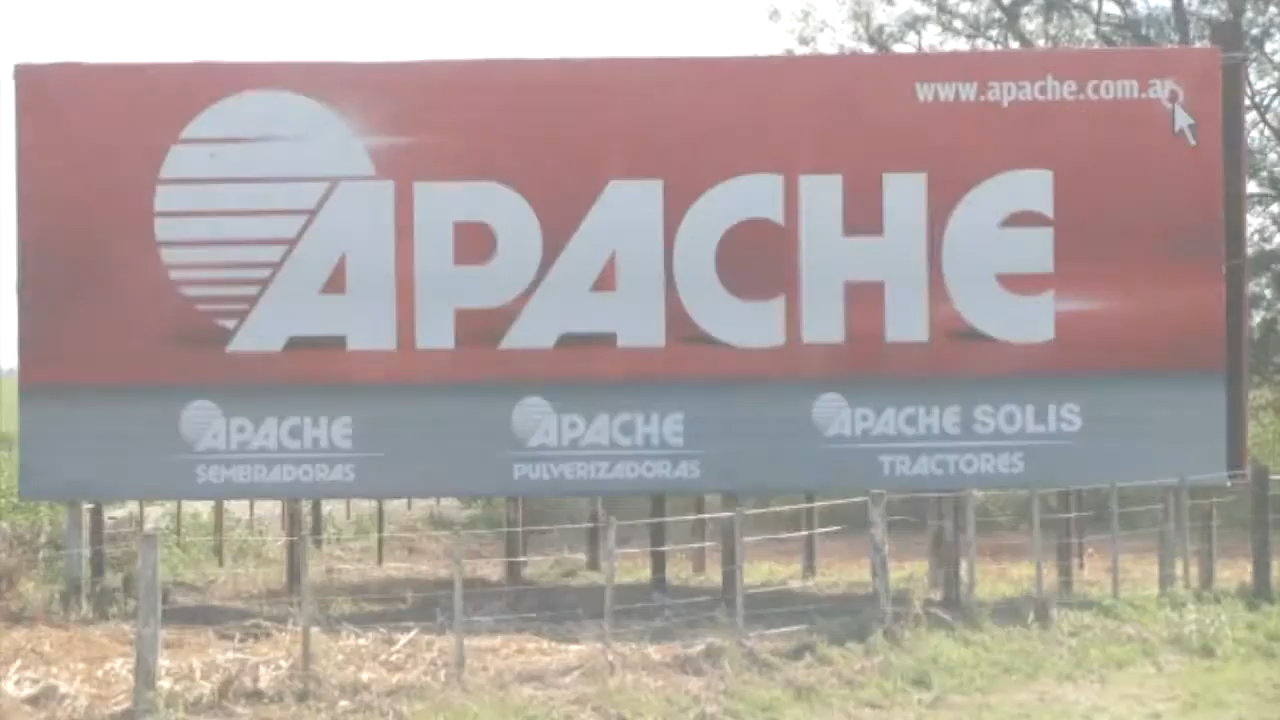 www.apache.com.ar
APACHE
APACHE
SEMBRADORAS
APACHE
PULVERIZADORAS
APACHE SOLIS
TRACTORES